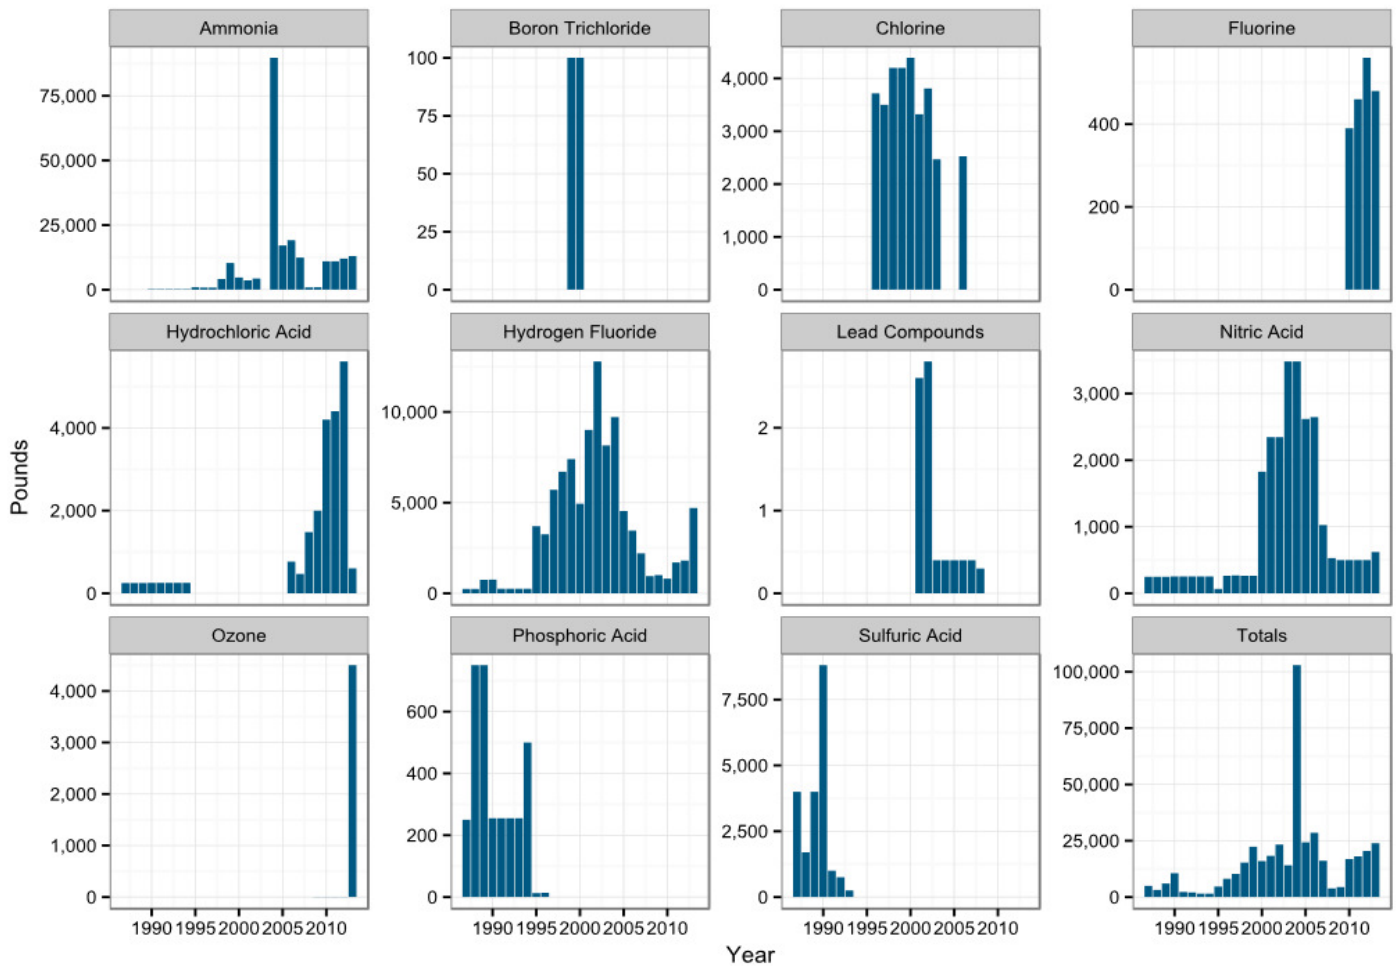 Ammonia
Boron Trichloride
Chlorine
Fluorine
75,000
50,000
25,000
0
100
75
50
25
0
4,000
3,000
2,000
1,000
0
400
200
0
Hydrochloric Acid
Hydrogen Fluoride
Lead Compounds
Nitric Acid
Pounds
4,000
2,000
0
10,000
5,000
0
2
1
0
3,000
2,000
1,000
0
Ozone
Phosphoric Acid
Sulfuric Acid
Totals
4,000
3,000
2,000
1,000
0
600
400
200
0
7,500
5,000
2,500
0
100,000
75,000
50,000
25,000
0
1990 1995 2000 2005 2010
1990 1995 2000 2005 2010
1990 1995 2000 2005 2010
1990 1995 2000 2005 2010
Year